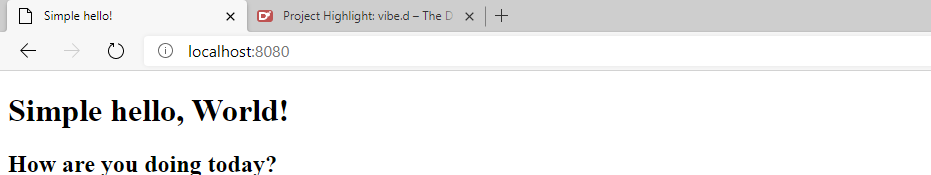 Simple hello!
Project Highlight: vibe.d – The D
localhost:8080
Simple hello, World!
How are you doing today?